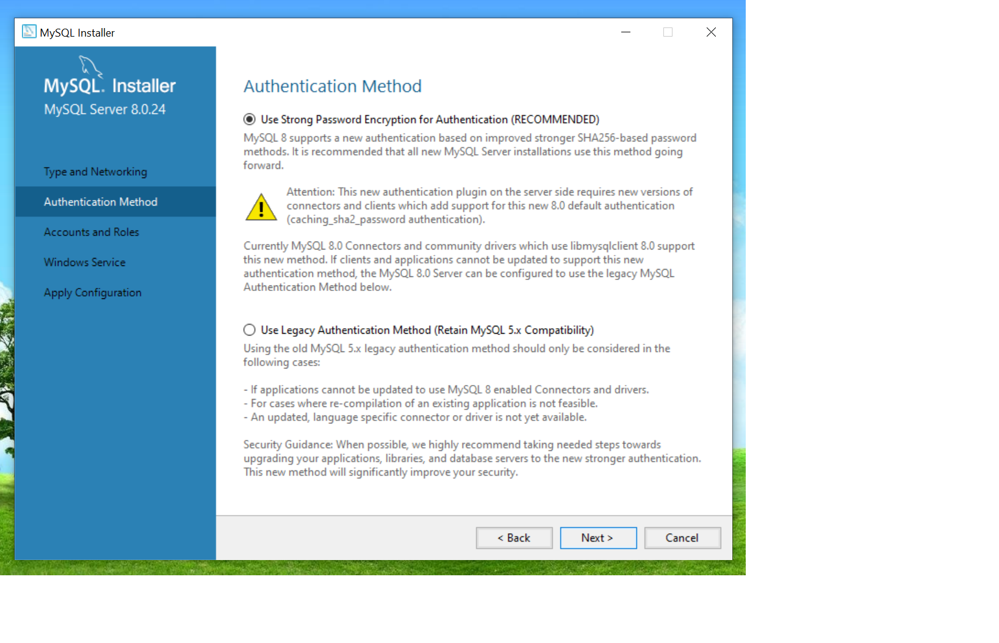 MySQL Installer
MySQL. Installer
MySQL Server 8.0.24
Type and Networking
Authentication Method
Accounts and Roles
Windows Service
Apply Configuration
Authentication Method
Use Strong Password Encryption for Authentication (RECOMMENDED)
MySQL 8 supports a new authentication based on improved stronger SHA256-based password
methods. It is recommended that all new MySQL Server installations use this method going
forward.
Attention: This new authentication plugin on the server side requires new versions of
connectors and clients which add support for this new 8.0 default authentication
(caching_sha2_password authentication).
Currently MySQL 8.0 Connectors and community drivers which use libmysqlclient 8.0 support
this new method. If clients and applications cannot be updated to support this new
authentication method, the MySQL 8.0 Server can be configured to use the legacy MySQL
Authentication Method below.
Use Legacy Authentication Method (Retain MySQL 5.x Compatibility)
Using the old MySQL 5.x legacy authentication method should only be considered in the
following cases:
- If applications cannot be updated to use MySQL 8 enabled Connectors and drivers.
- For cases where re-compilation of an existing application is not feasible.
- An updated, language specific connector or driver is not yet available.
Security Guidance: When possible, we highly recommend taking needed steps towards
upgrading your applications, libraries, and database servers to the new stronger authentication.
This new method will significantly improve your security.
< Back
Next >
Cancel